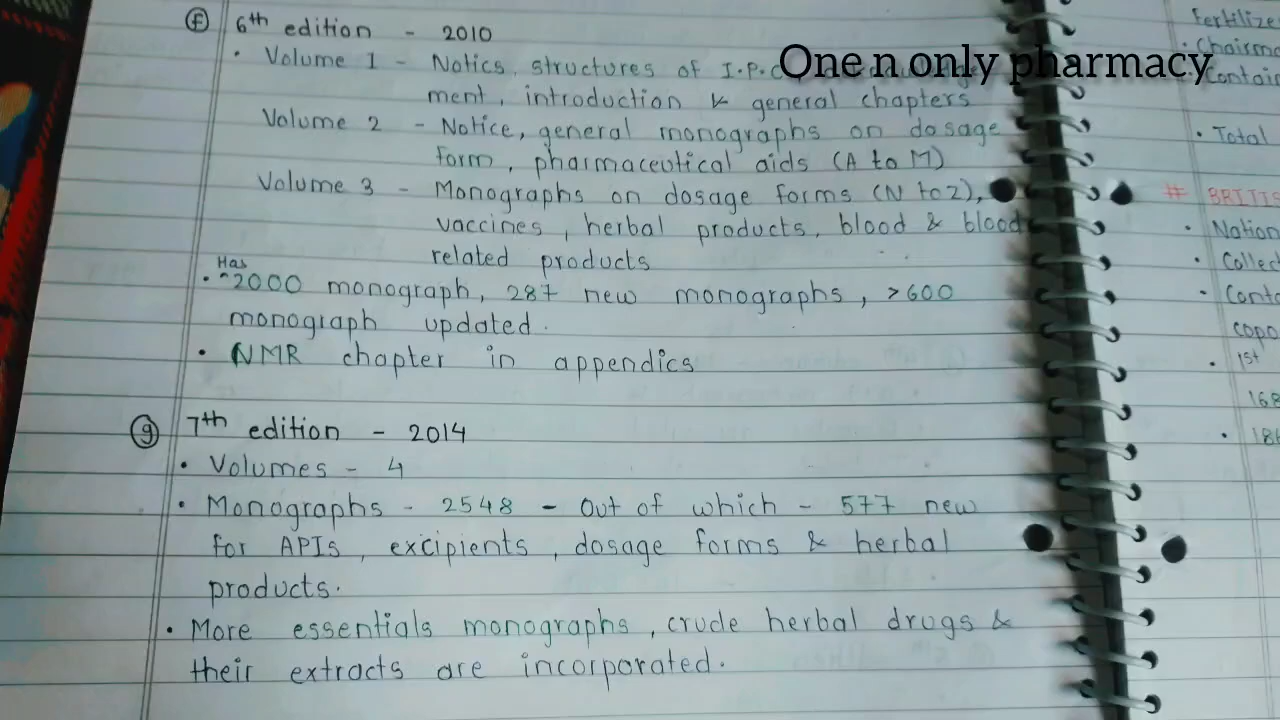 (f) 6th edition - 2010
• Volume 1 - Notics, structures of I.P.C
One n only pharmacy
ment, introduction & general chapters
Volume 2 - Notice, general monographs on dosage
form, pharmaceutical aids (A to M)
Volume 3 - Monographs on dosage forms (N to Z),
vaccines, herbal products, blood & blood
related products
• Has ^2000 monograph, 287 new monographs, >600
monograph updated.
• NMR chapter in appendics
(g) 7th edition - 2014
• Volumes - 4
• Monographs - 2548 - Out of which - 577 new
for APIs, excipients, dosage forms & herbal
products.
• More essentials monographs, crude herbal drugs &
their extracts are incorporated.
Fertilize
• Chairma
• Contair
• Total
# BRITIS
• Nation
• Collec
• Conta
copo
• 1st
168
• 186